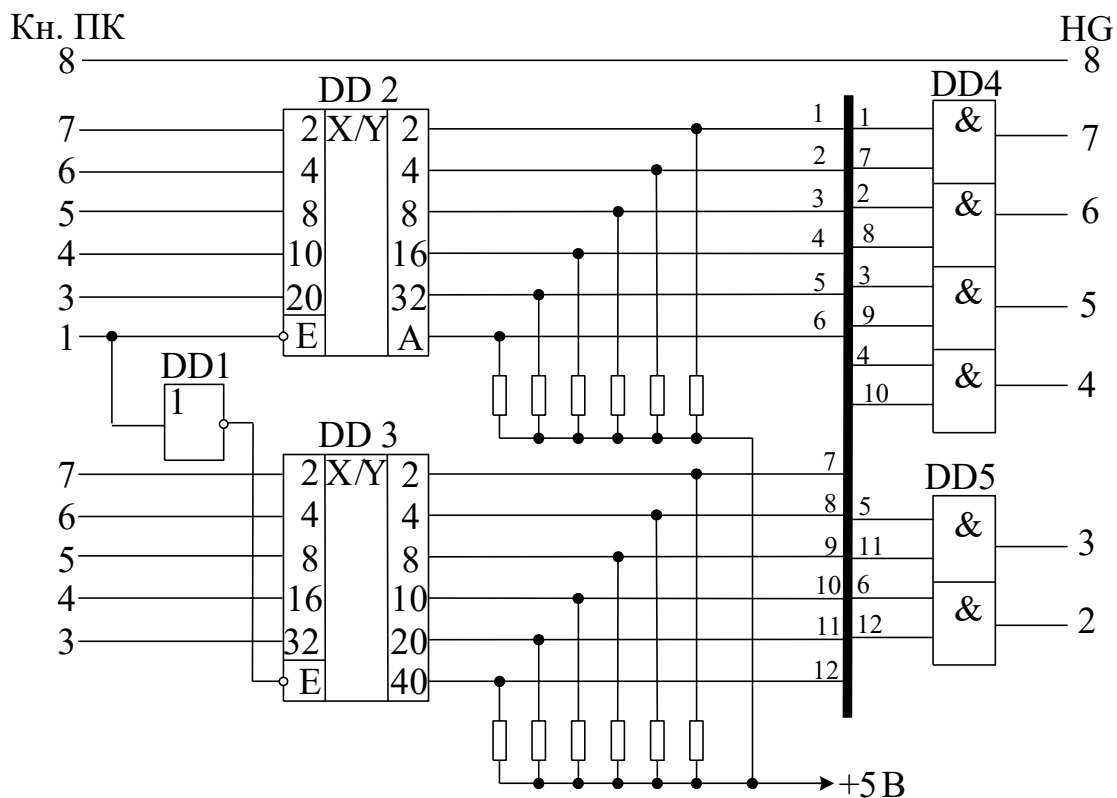 Кн. ПК HG
8 8
DD 2 DD4
7 2 X/Y 2 1 1 & 7
6 4 4 2 7
5 8 8 3 2 & 6
4 10 16 4 8
3 20 32 5 3 & 5
1 E A 6 9
DD1 4 & 4
1 10
DD 3
7 2 X/Y 2 7 DD5
6 4 4 8 5 &
5 8 8 9 11 3
4 16 10 10 6 &
3 32 20 11 12 2
E 40 12
+5 В